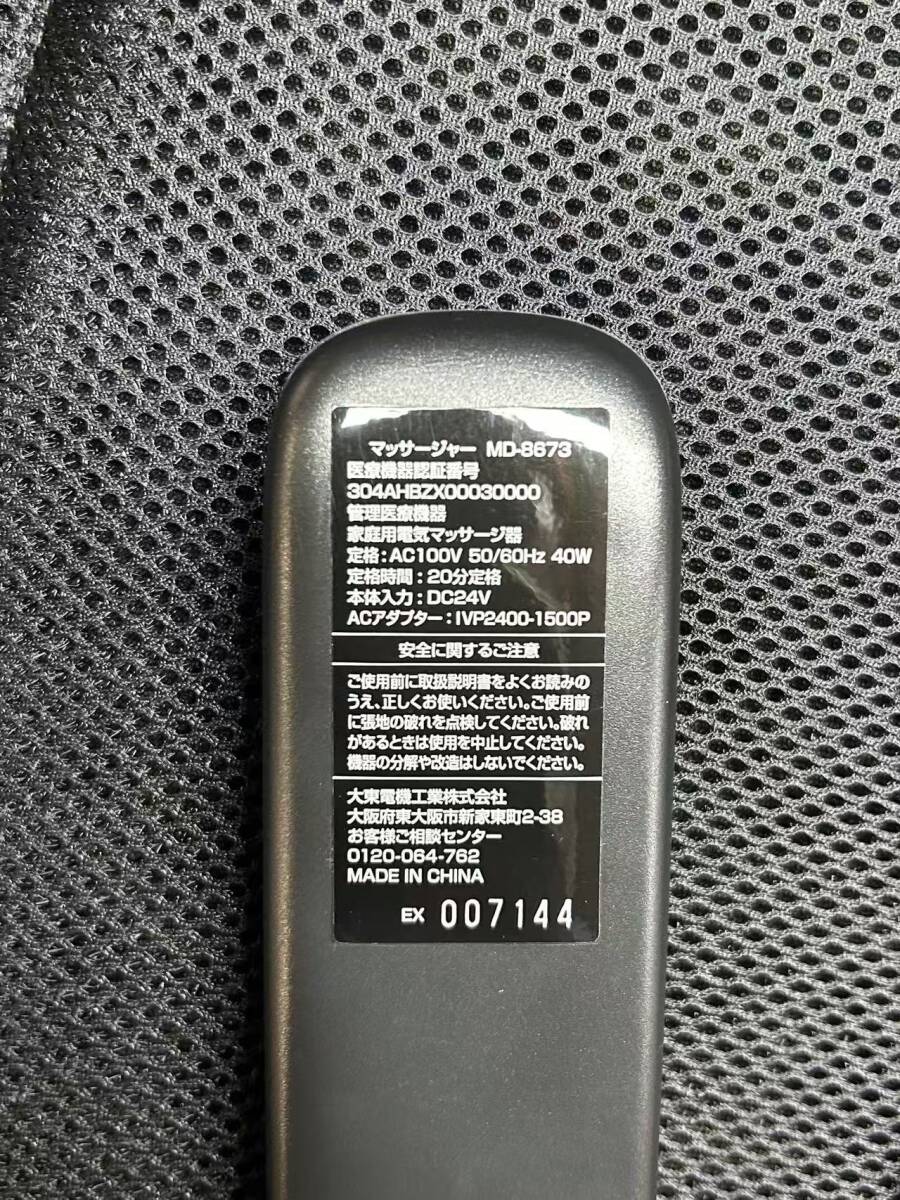 マッサージャー MD-8673
医療機器認証番号
304AHBZX00030000
管理医療機器
家庭用電気マッサージ器
定格：AC100V 50/60Hz 40W
定格時間：20分定格
本体入力：DC24V
ACアダプター：IVP2400-1500P
安全に関するご注意
ご使用前に取扱説明書をよくお読みの
うえ、正しくお使いください。ご使用前
に張地の破れを点検してください。破れ
があるときは使用を中止してください。
機器の分解や改造はしないでください。
大東電機工業株式会社
大阪府東大阪市新家東町2-38
お客様ご相談センター
0120-064-762
MADE IN CHINA
EX 007144